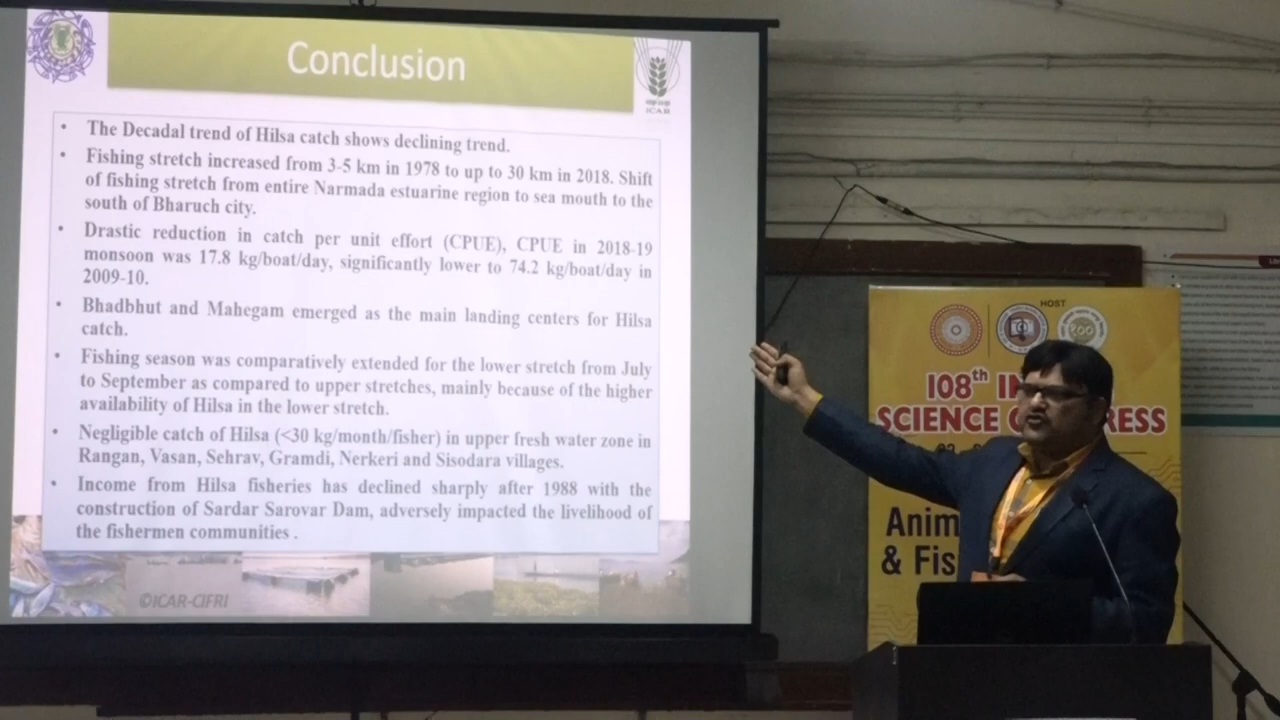 Conclusion
ICAR
• The Decadal trend of Hilsa catch shows declining trend.
• Fishing stretch increased from 3-5 km in 1978 to up to 30 km in 2018. Shift
of fishing stretch from entire Narmada estuarine region to sea mouth to the
south of Bharuch city.
• Drastic reduction in catch per unit effort (CPUE), CPUE in 2018-19
monsoon was 17.8 kg/boat/day, significantly lower to 74.2 kg/boat/day in
2009-10.
• Bhadbhut and Mahegam emerged as the main landing centers for Hilsa
catch.
• Fishing season was comparatively extended for the lower stretch from July
to September as compared to upper stretches, mainly because of the higher
availability of Hilsa in the lower stretch.
• Negligible catch of Hilsa (<30 kg/month/fisher) in upper fresh water zone in
Rangan, Vasan, Sehrav, Gramdi, Nerkeri and Sisodara villages.
• Income from Hilsa fisheries has declined sharply after 1988 with the
construction of Sardar Sarovar Dam, adversely impacted the livelihood of
the fishermen communities .
©ICAR-CIFRI
HOST
108th IN
SCIENCE C RESS
Anim
& Fis